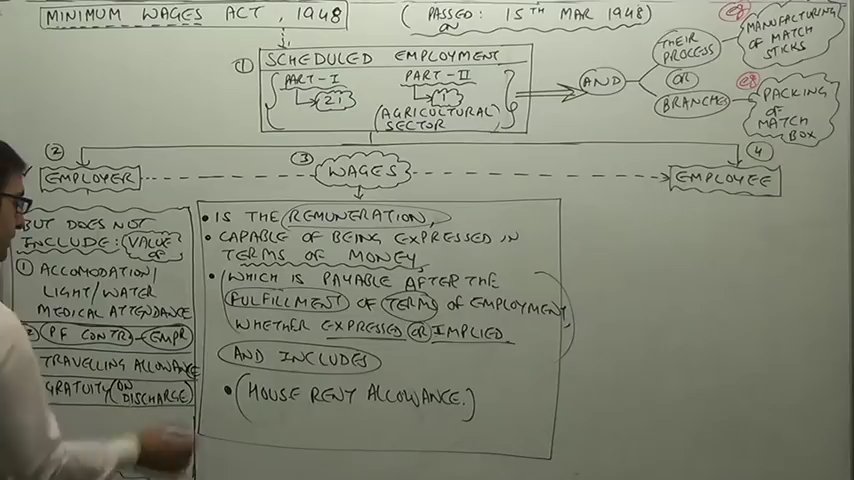 MINIMUM WAGES ACT, 1948
(PASSED: 15TH MAR 1948)
ON
① SCHEDULED EMPLOYMENT
PART-I
21
PART-II
1
(AGRICULTURAL
SECTOR)
AND
THEIR
PROCESS
OR
BRANCHES
eg
MANUFACTURING
OF MATCH
STICKS
eg
PACKING
OF
MATCH
BOX
②
EMPLOYER
③
WAGES
④
EMPLOYEE
BUT DOES NOT
INCLUDE: VALUE
OF
① ACCOMODATION/
LIGHT/WATER
MEDICAL ATTENDANCE
② PF CONTR - EMPR
TRAVELLING ALLOWANCE
GRATUITY (ON
DISCHARGE)
• IS THE REMUNERATION,
• CAPABLE OF BEING EXPRESSED IN
TERMS OF MONEY,
• (WHICH IS PAYABLE AFTER THE
FULFILLMENT OF TERMS OF EMPLOYMENT,
WHETHER EXPRESSED OR IMPLIED
AND INCLUDES
• (HOUSE RENT ALLOWANCE.)